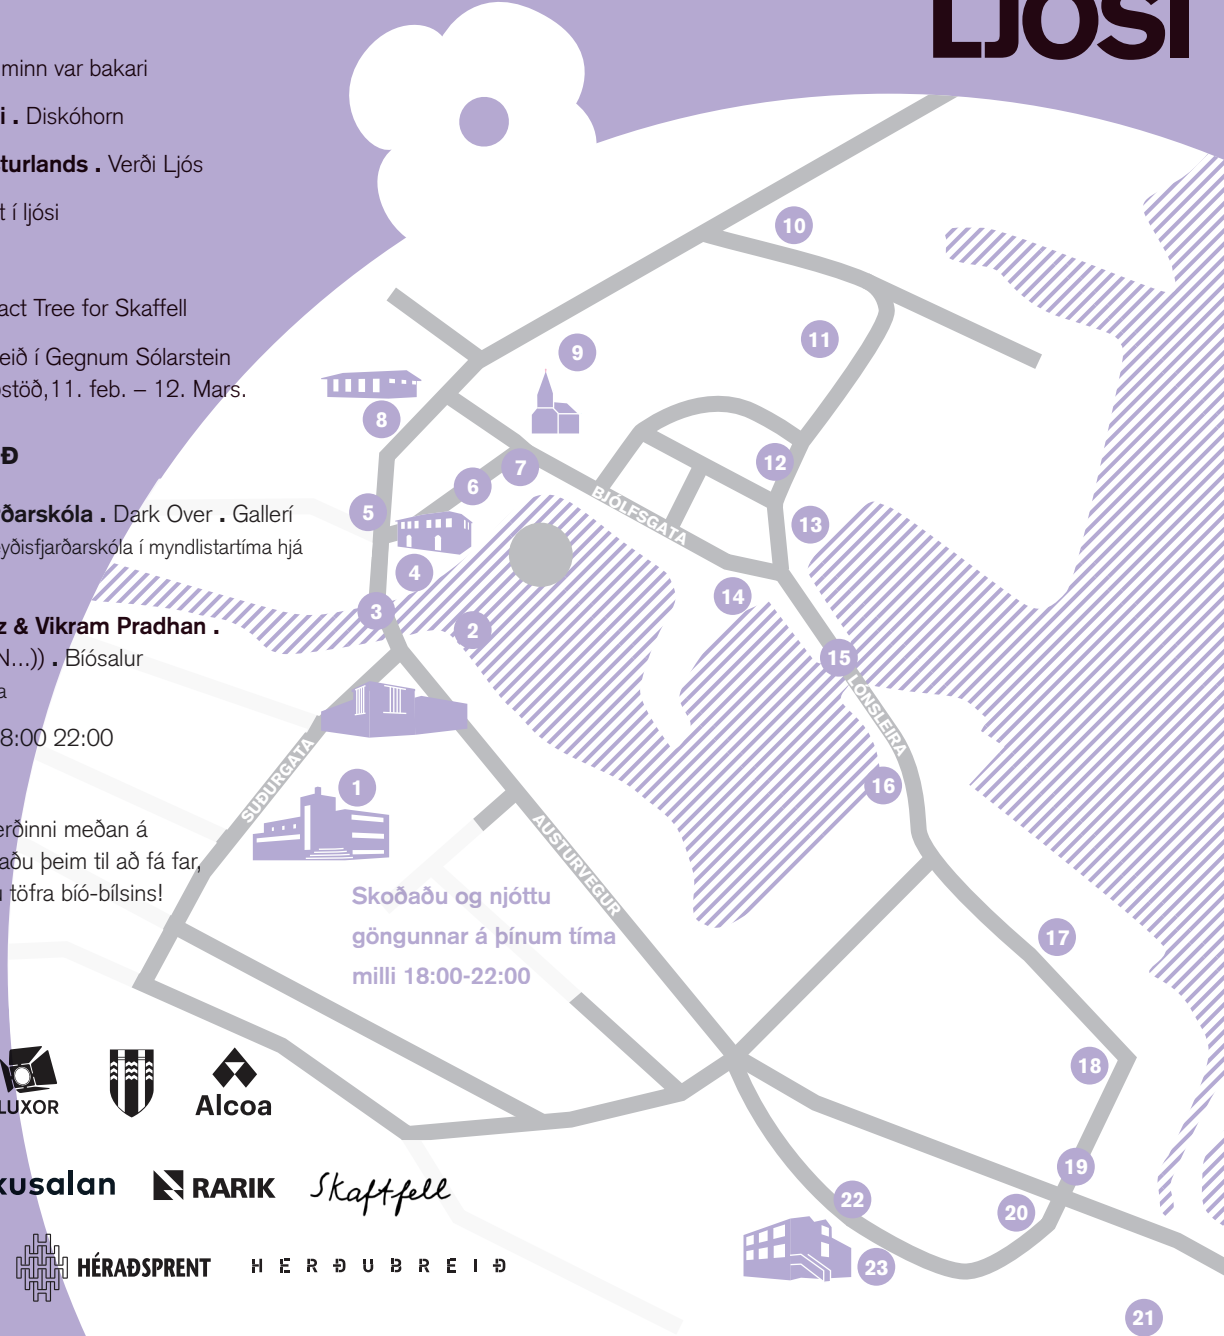 LJÓSI
minn var bakari
i . Diskóhorn
turlands . Verði Ljós
t í ljósi
act Tree for Skaffell
eið í Gegnum Sólarstein
ostöð,11. feb. – 12. Mars.
Ð
ðarskóla . Dark Over . Gallerí
eyðisfjarðarskóla í myndlistartíma hjá
z & Vikram Pradhan .
N...)) . Bíósalur
a
8:00 22:00
erðinni meðan á
aðu þeim til að fá far,
u töfra bíó-bílsins!
10
11
9
8
7
6
5
12
13
BJÓLFSGATA
4
14
3
2
15
LÓNSLEIRA
16
SUÐURGATA
1
AUSTURVEGUR
Skoðaðu og njóttu
göngunnar á þínum tíma
milli 18:00-22:00
17
18
19
20
22
23
21
LUXOR
Alcoa
kusalan
RARIK
Skaftfell
HÉRAÐSPRENT
HERÐUBREIÐ